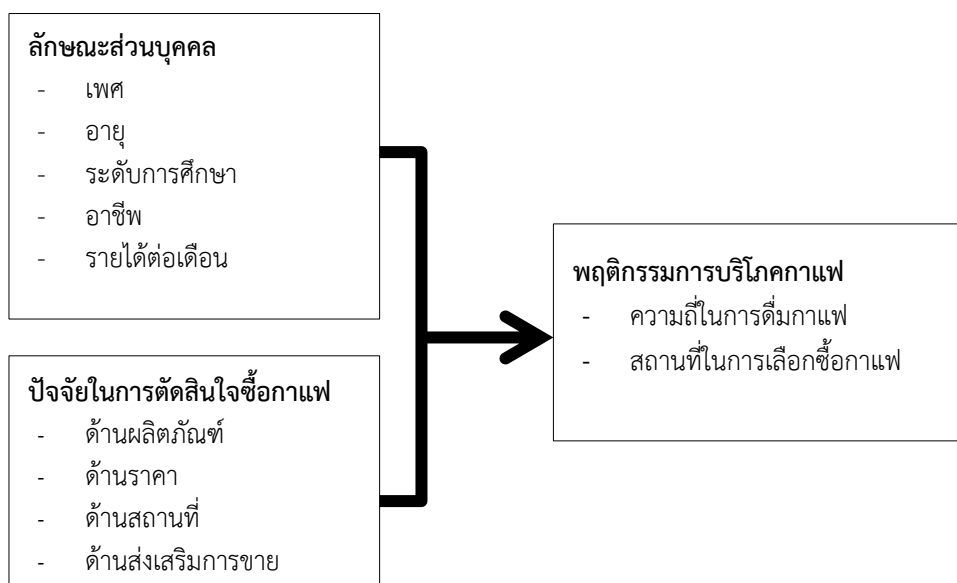 ลักษณะส่วนบุคคล
- เพศ
- อายุ
- ระดับการศึกษา
- อาชีพ
- รายได้ต่อเดือน
ปัจจัยในการตัดสินใจซื้อกาแฟ
- ด้านผลิตภัณฑ์
- ด้านราคา
- ด้านสถานที่
- ด้านส่งเสริมการขาย
พฤติกรรมการบริโภคกาแฟ
- ความถี่ในการดื่มกาแฟ
- สถานที่ในการเลือกซื้อกาแฟ